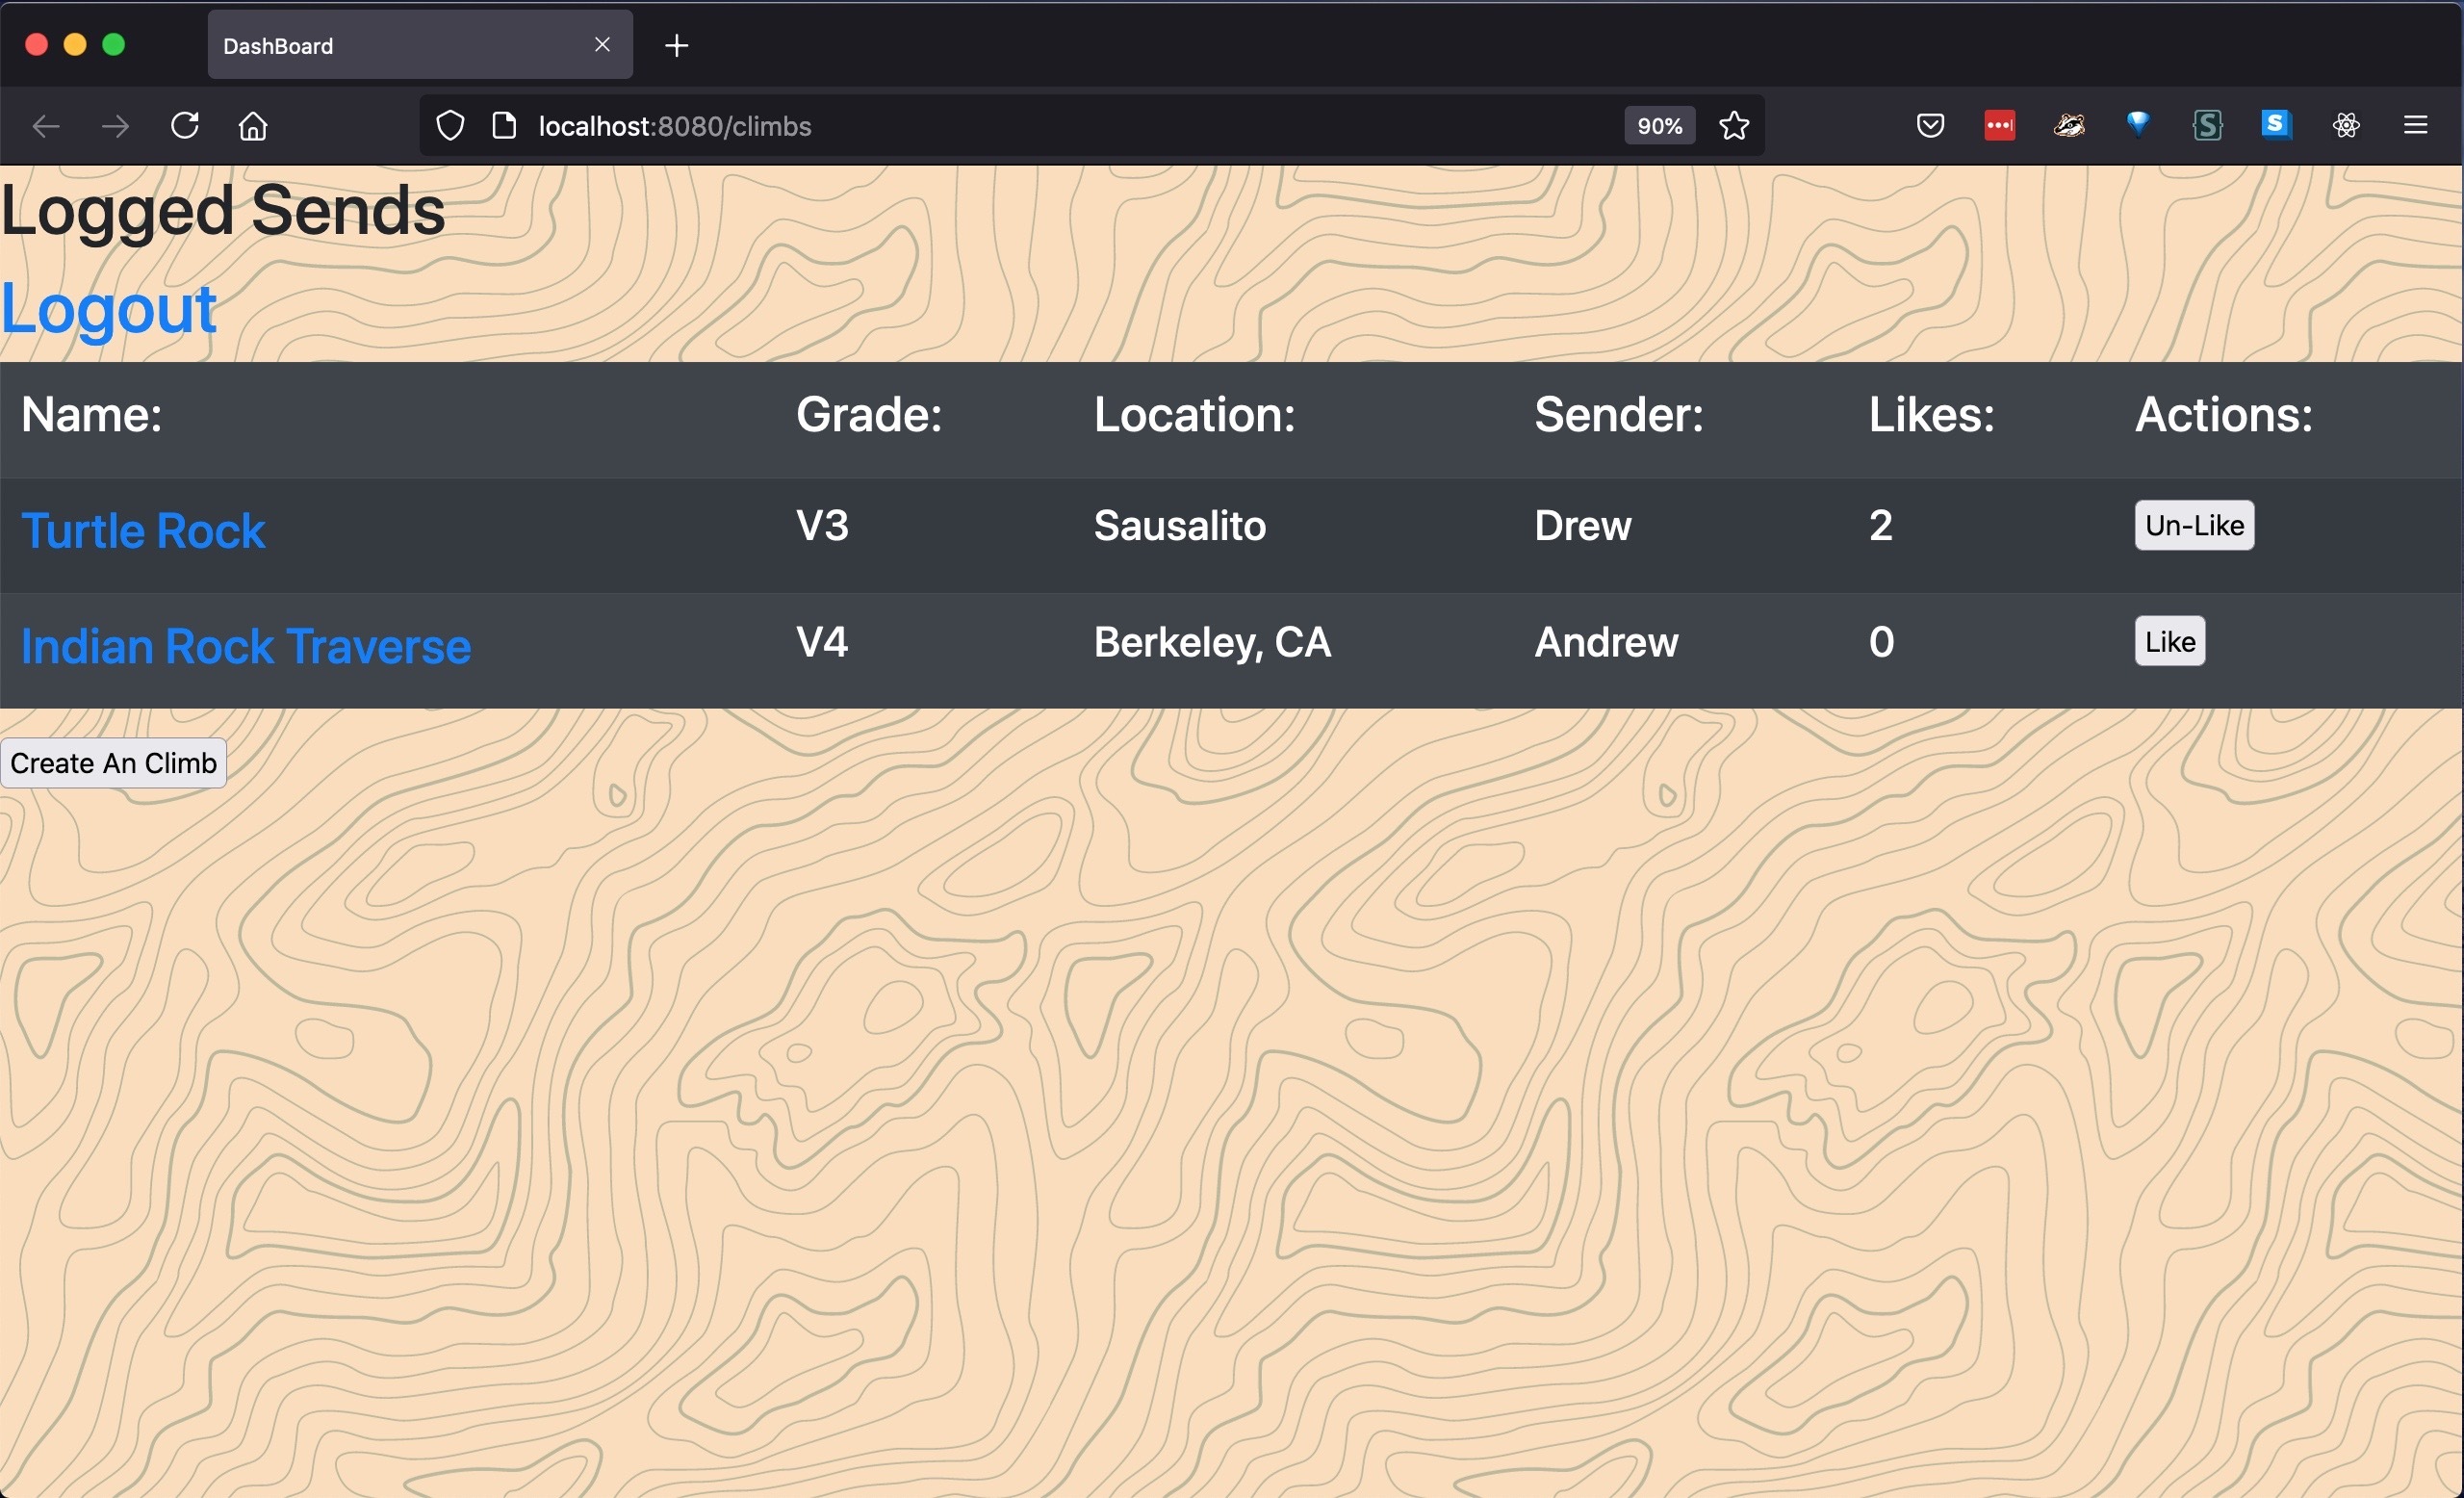 DashBoard
localhost:8080/climbs 90%
Logged Sends
Logout
Name: Grade: Location: Sender: Likes: Actions:
Turtle Rock V3 Sausalito Drew 2 Un-Like
Indian Rock Traverse V4 Berkeley, CA Andrew 0 Like
Create An Climb